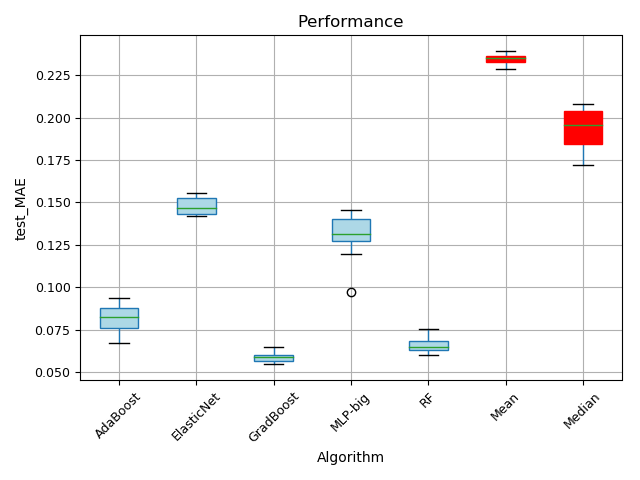 Performance
test_MAE
0.225
0.200
0.175
0.150
0.125
0.100
0.075
0.050
AdaBoost
ElasticNet
GradBoost
MLP-big
RF
Mean
Median
Algorithm